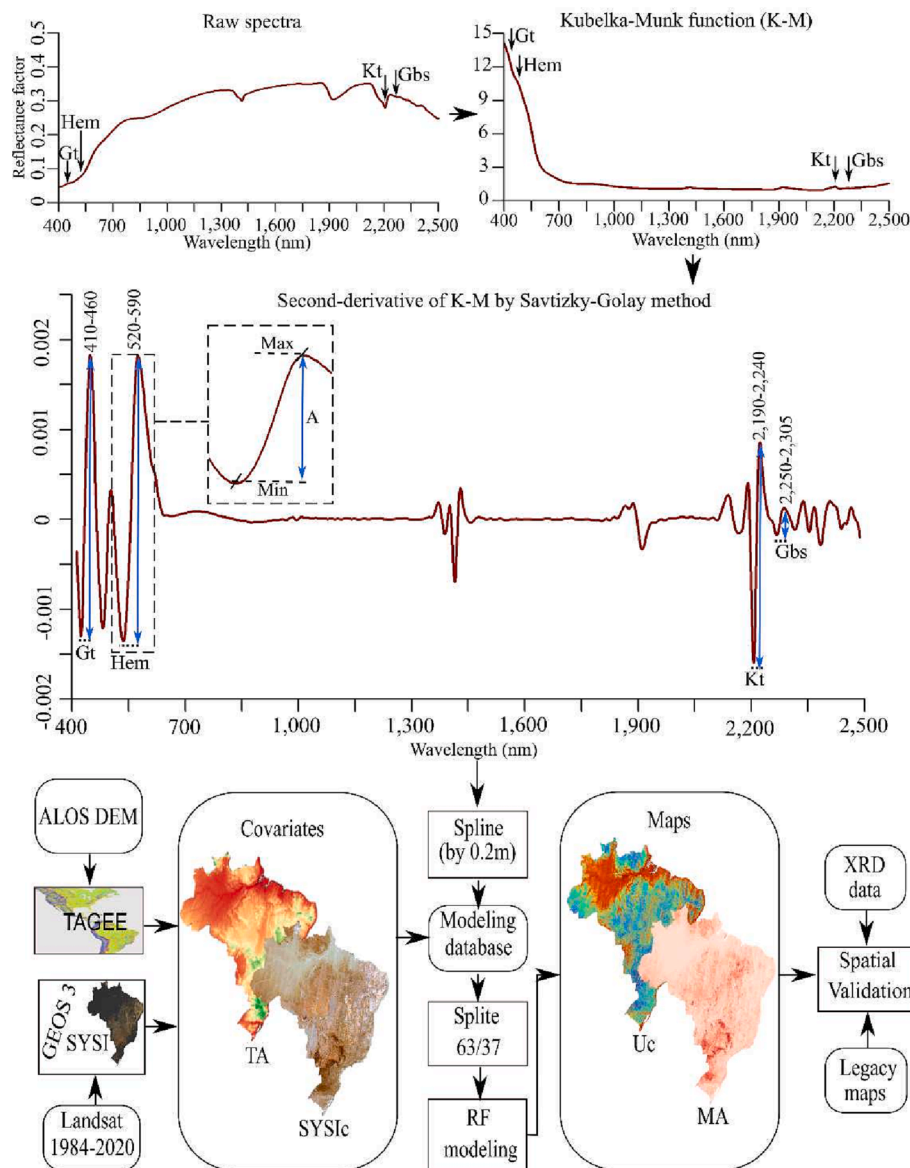 Raw spectra
Reflectance factor
0.5
0.4
0.3
0.2
0.1
0
Gt
Hem
Kt
Gbs
400
700
1,000
1,300
1,600
1,900
2,200
2,500
Wavelength (nm)
Kubelka-Munk function (K-M)
15
12
9
6
3
0
Gt
Hem
Kt
Gbs
400
700
1,000
1,300
1,600
1,900
2,200
2,500
Wavelength (nm)
Second-derivative of K-M by Savtizky-Golay method
0.002
0.001
0
-0.001
-0.002
410-460
520-590
Max
A
Min
2,190-2,240
2,250-2,305
Gt
Hem
Gbs
Kt
400
700
1,000
1,300
1,600
1,900
2,200
2,500
Wavelength (nm)
ALOS DEM
TAGEE
GEOS 3
SYSI
Landsat
1984-2020
Covariates
TA
SYSIc
Spline
(by 0.2m)
Modeling
database
Splite
63/37
RF
modeling
Maps
Uc
MA
XRD
data
Spatial
Validation
Legacy
maps